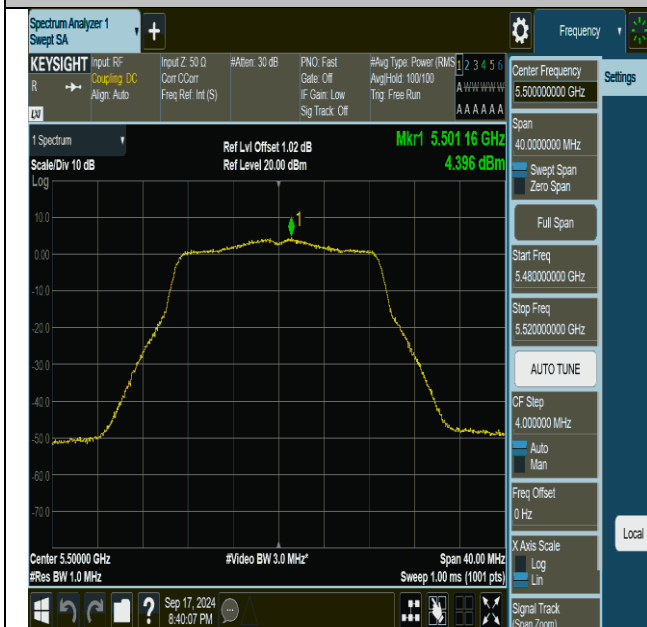 Spectrum Analyzer 1
Swept SA
+
Frequency
KEYSIGHT
R
LXI
Input: RF
Coupling: DC
Align: Auto
Input Z: 50 Ω
Corr CCorr
Freq Ref: Int (S)
#Atten: 30 dB
PNO: Fast
Gate: Off
IF Gain: Low
Sig Track: Off
#Avg Type: Power (RMS
Avg|Hold: 100/100
Trig: Free Run
1 2 3 4 5 6
A W W W W W
A A A A A A
1 Spectrum
Scale/Div 10 dB
Log
Ref Lvl Offset 1.02 dB
Ref Level 20.00 dBm
Mkr1 5.501 16 GHz
4.396 dBm
1
10.0
0.00
-10.0
-20.0
-30.0
-40.0
-50.0
-60.0
-70.0
Center 5.50000 GHz
#Res BW 1.0 MHz
#Video BW 3.0 MHz*
Span 40.00 MHz
Sweep 1.00 ms (1001 pts)
Center Frequency
5.500000000 GHz
Span
40.0000000 MHz
Swept Span
Zero Span
Full Span
Start Freq
5.480000000 GHz
Stop Freq
5.520000000 GHz
AUTO TUNE
CF Step
4.000000 MHz
Auto
Man
Freq Offset
0 Hz
X Axis Scale
Log
Lin
Signal Track
(Span Zoom)
Settings
Local
?
Sep 17, 2024
8:40:07 PM